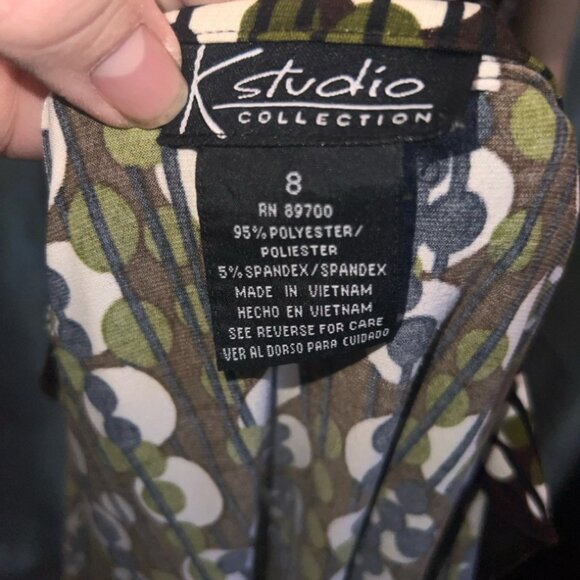 K studio
COLLECTION
8
RN 89700
95% POLYESTER/
POLIESTER
5% SPANDEX/SPANDEX
MADE IN VIETNAM
HECHO EN VIETNAM
SEE REVERSE FOR CARE
VER AL DORSO PARA CUIDADO